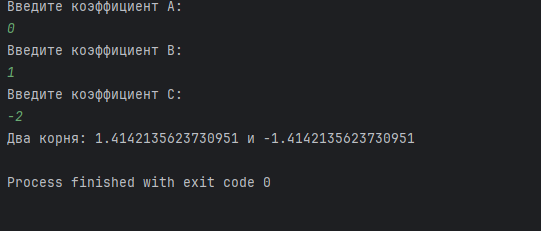 Введите коэффициент A:
0
Введите коэффициент B:
1
Введите коэффициент C:
-2
Два корня: 1.4142135623730951 и -1.4142135623730951
Process finished with exit code 0